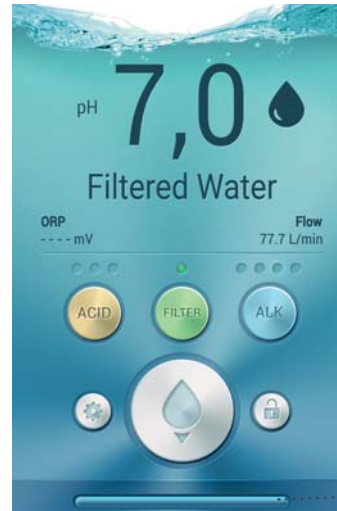 pH 7,0
Filtered Water
ORP Flow
- - - - mV 77.7 L/min
ACID FILTER ALK